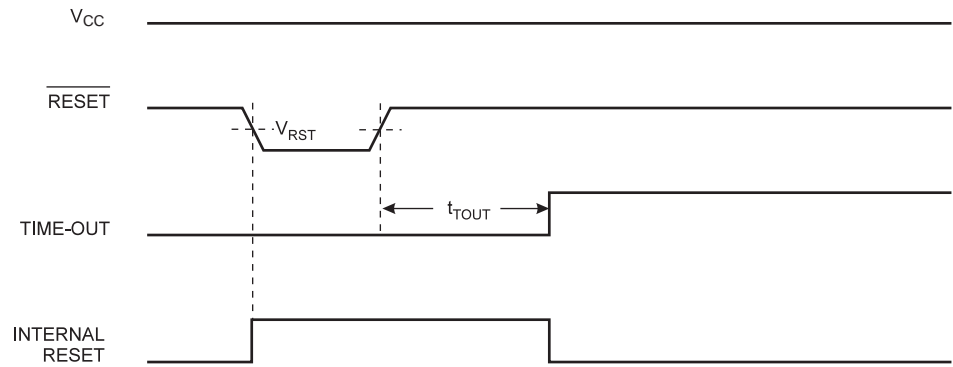 VCC
RESET
VRST
tTOUT
TIME-OUT
INTERNAL
RESET